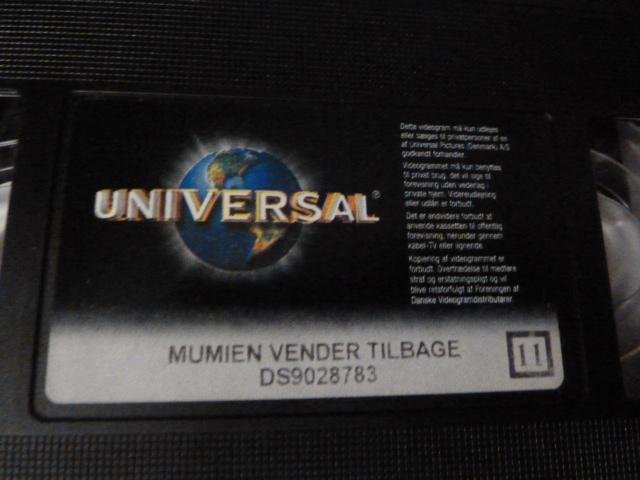 UNIVERSAL®
Dette videogram må kun udlejes
eller sælges til privatpersoner af en
af Universal Pictures (Denmark) A/S
godkendt forhandler.
Videogrammet må kun benyttes
til privat brug, det vil sige til
forevisning uden vederlag i
private hjem. Videreudlejning
eller udlån er forbudt.
Det er endvidere forbudt at
anvende kassetten til offentlig
forevisning, herunder gennem
kabel-TV eller lignende.
Kopiering af videogrammet er
forbudt. Overtrædelse til medføre
straf og erstatningspligt og vil
blive retsforfulgt af Foreningen af
Danske Videogramdistributører.
MUMIEN VENDER TILBAGE
DS9028783
11